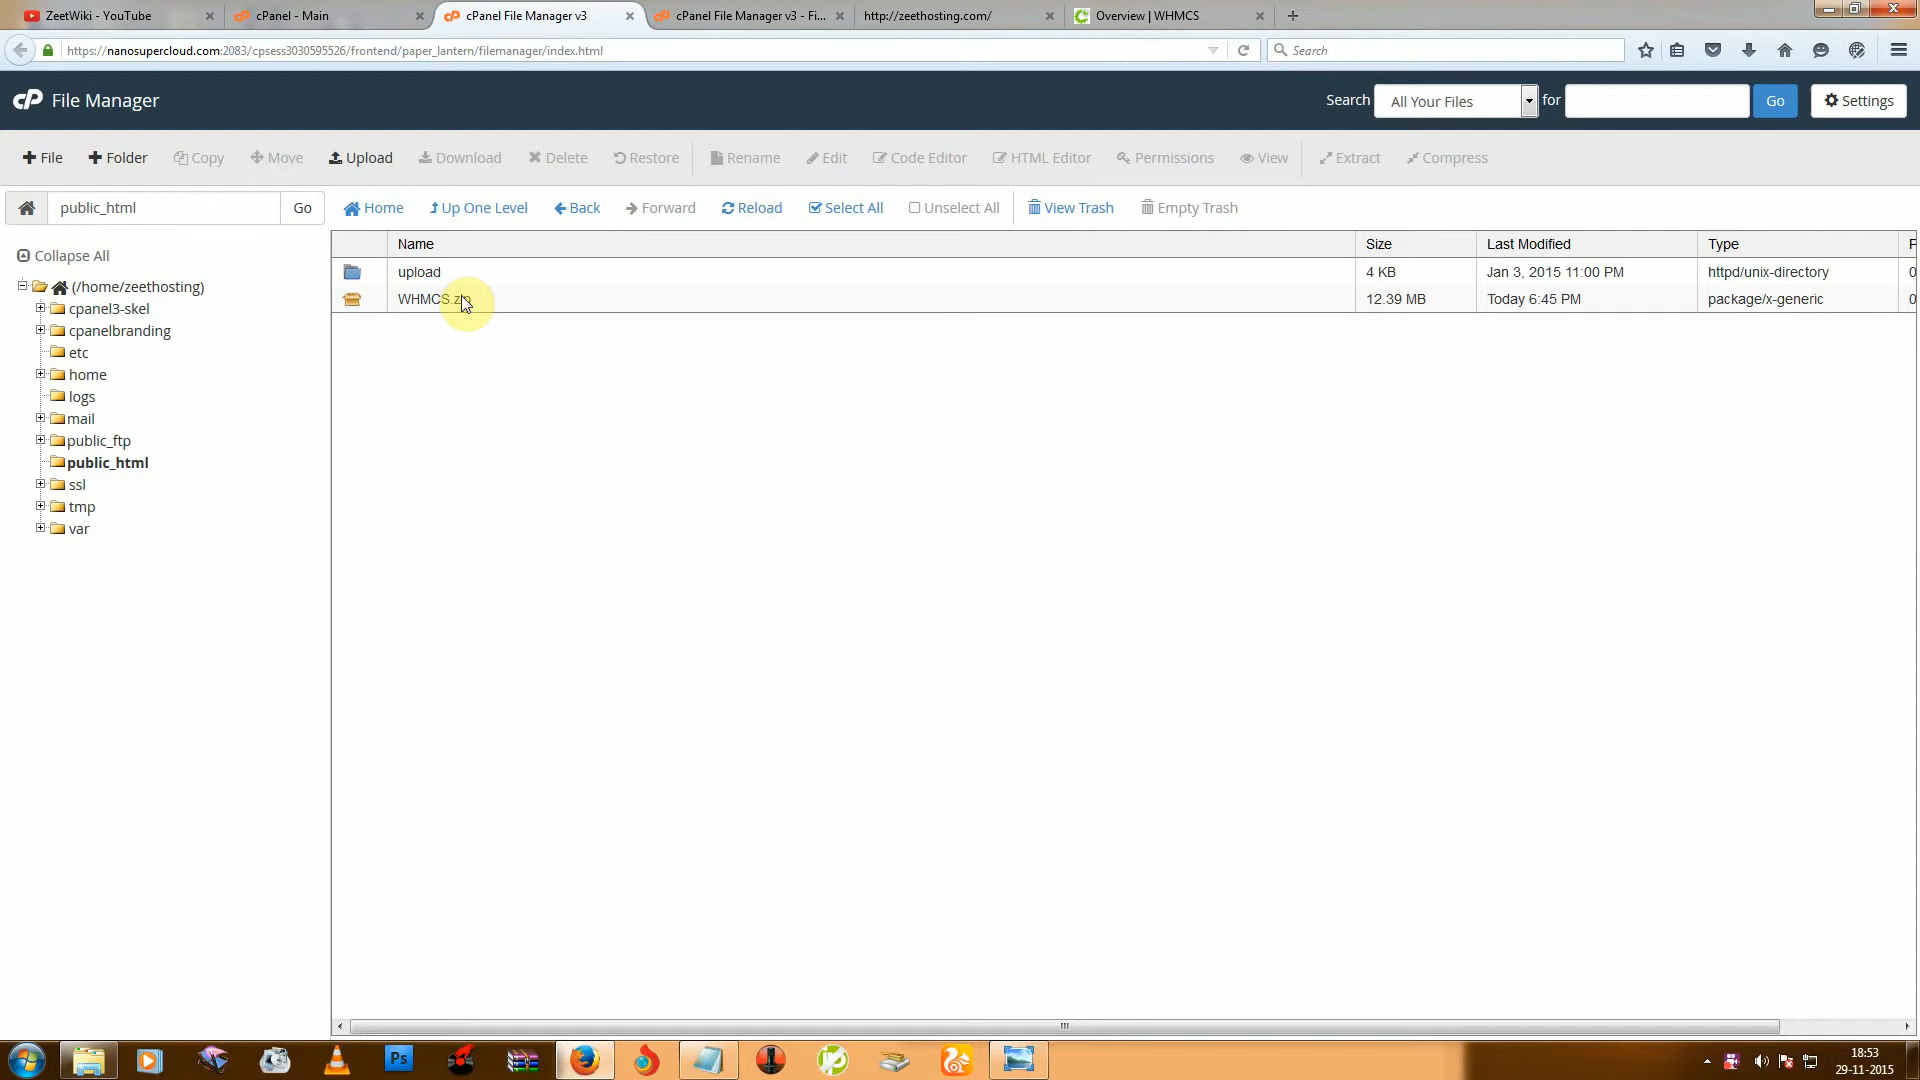 ZeetWiki - YouTube
cPanel - Main
cPanel File Manager v3
cPanel File Manager v3 - Fi...
http://zeethosting.com/
Overview | WHMCS
https://nanosupercloud.com:2083/cpsess3030595526/frontend/paper_lantern/filemanager/index.html
Search
cP File Manager
Search All Your Files for Go Settings
File Folder Copy Move Upload Download Delete Restore Rename Edit Code Editor HTML Editor Permissions View Extract Compress
public_html Go Home Up One Level Back Forward Reload Select All Unselect All View Trash Empty Trash
Collapse All
(/home/zeethosting)
cpanel3-skel
cpanelbranding
etc
home
logs
mail
public_ftp
public_html
ssl
tmp
var
Name Size Last Modified Type P
upload 4 KB Jan 3, 2015 11:00 PM httpd/unix-directory 0
WHMCS.zip 12.39 MB Today 6:45 PM package/x-generic 0
Ps
18:53
29-11-2015